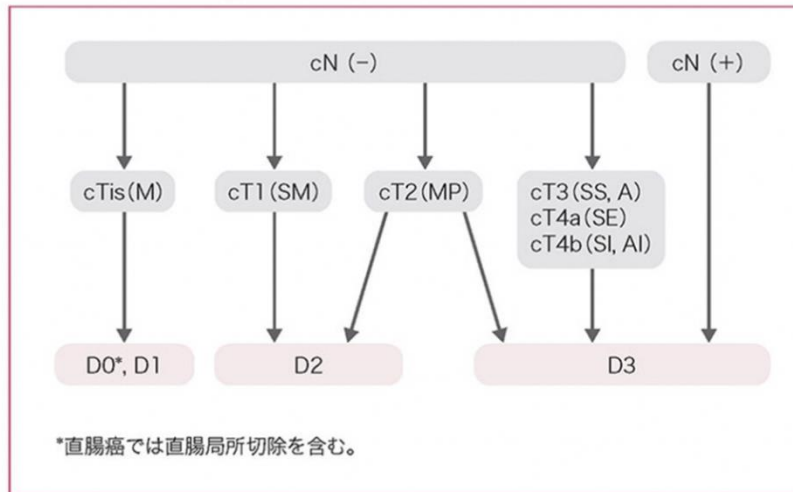 cN (−)
cN (+)
cTis(M)
cT1(SM)
cT2(MP)
cT3(SS, A)
cT4a(SE)
cT4b(SI, AI)
D0*, D1
D2
D3
*直腸癌では直腸局所切除を含む。